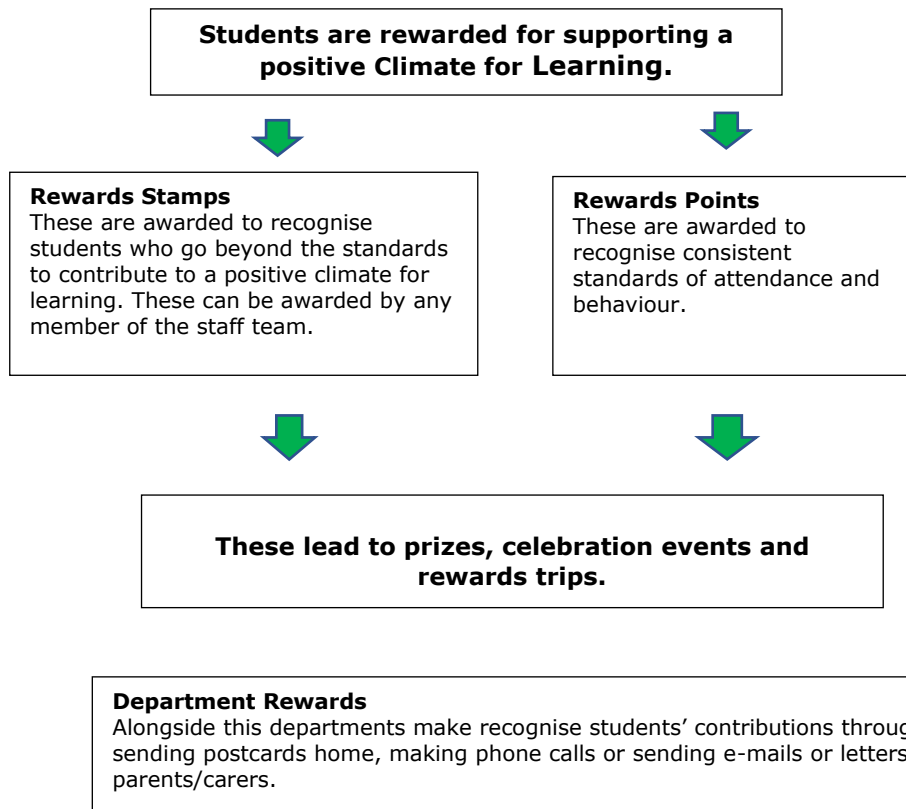 Students are rewarded for supporting a
positive Climate for Learning.
Rewards Stamps
These are awarded to recognise
students who go beyond the standards
to contribute to a positive climate for
learning. These can be awarded by any
member of the staff team.
Rewards Points
These are awarded to
recognise consistent
standards of attendance and
behaviour.
These lead to prizes, celebration events and
rewards trips.
Department Rewards
Alongside this departments make recognise students’ contributions
sending postcards home, making phone calls or sending e-mails or letters
parents/carers.